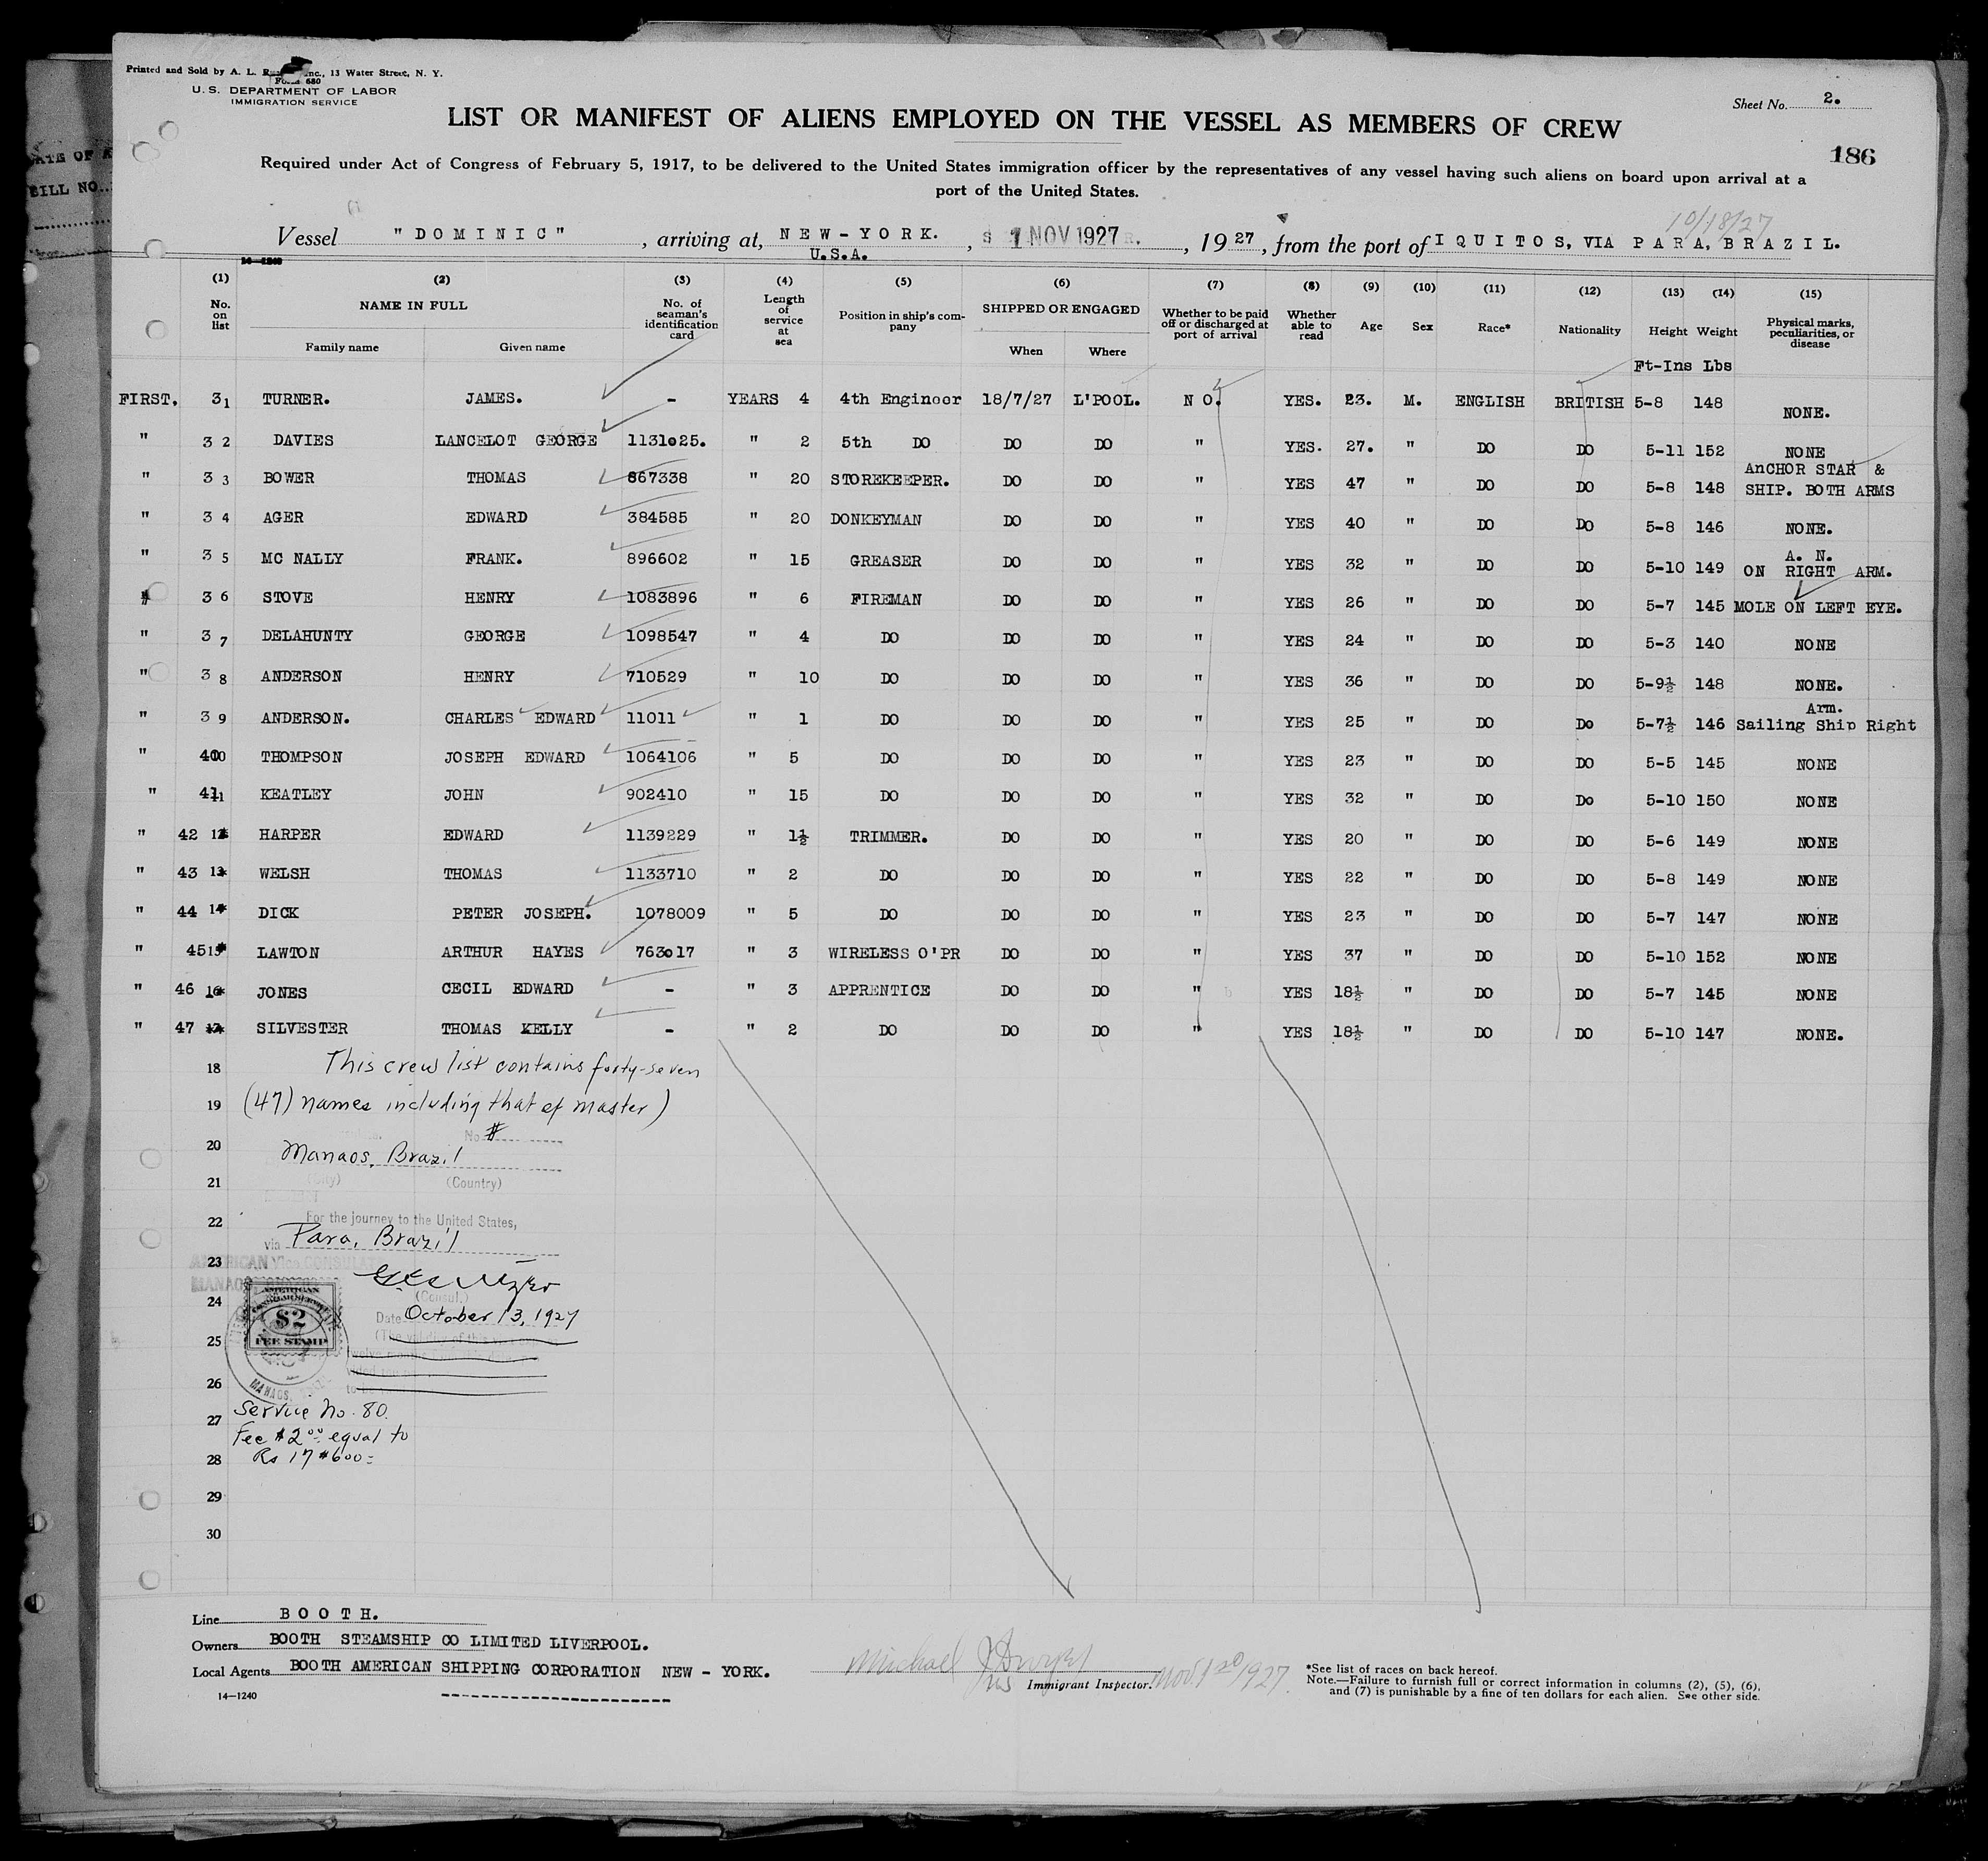 Printed and Sold by A. L. Inc., 13 Water Street, N. Y.
Form 680
U. S. DEPARTMENT OF LABOR
IMMIGRATION SERVICE
Sheet No. 2.
LIST OR MANIFEST OF ALIENS EMPLOYED ON THE VESSEL AS MEMBERS OF CREW
186
Required under Act of Congress of February 5, 1917, to be delivered to the United States immigration officer by the representatives of any vessel having such aliens on board upon arrival at a
port of the United States.
10/18/27
Vessel "DOMINIC", arriving at, NEW-YORK. U.S.A., 1 NOV 1927, 1927, from the port of IQUITOS, VIA PARA, BRAZIL.
14-1240
(1) (2) (3) (4) (5) (6) (7) (8) (9) (10) (11) (12) (13) (14) (15)
No. on list NAME IN FULL No. of seaman's identification card Length of service at sea Position in ship's company SHIPPED OR ENGAGED Whether to be paid off or discharged at port of arrival Whether able to read Age Sex Race* Nationality Height Weight Physical marks, peculiarities, or disease
Family name Given name When Where
Ft-Ins Lbs
FIRST. 31 TURNER. JAMES. - YEARS 4 4th Engineer 18/7/27 L'POOL. NO. YES. 23. M. ENGLISH BRITISH 5-8 148 NONE.
" 32 DAVIES LANCELOT GEORGE 1131025. " 2 5th DO DO DO " YES. 27. " DO DO 5-11 152 NONE
" 33 BOWER THOMAS 867338 " 20 STOREKEEPER. DO DO " YES 47 " DO DO 5-8 148 ANCHOR STAR & SHIP. BOTH ARMS
" 34 AGER EDWARD 384585 " 20 DONKEYMAN DO DO " YES 40 " DO DO 5-8 146 NONE.
" 35 MC NALLY FRANK. 896602 " 15 GREASER DO DO " YES 32 " DO DO 5-10 149 A. N. ON RIGHT ARM.
" 36 STOVE HENRY 1083896 " 6 FIREMAN DO DO " YES 26 " DO DO 5-7 145 MOLE ON LEFT EYE.
" 37 DELAHUNTY GEORGE 1098547 " 4 DO DO DO " YES 24 " DO DO 5-3 140 NONE
" 38 ANDERSON HENRY 710529 " 10 DO DO DO " YES 36 " DO DO 5-9½ 148 NONE.
" 39 ANDERSON. CHARLES EDWARD 11011 " 1 DO DO DO " YES 25 " DO Do 5-7½ 146 Sailing Ship Right Arm.
" 40 THOMPSON JOSEPH EDWARD 1064106 " 5 DO DO DO " YES 23 " DO DO 5-5 145 NONE
" 41 KEATLEY JOHN 902410 " 15 DO DO DO " YES 32 " DO Do 5-10 150 NONE
" 42 12 HARPER EDWARD 1139229 " 1½ TRIMMER. DO DO " YES 20 " DO DO 5-6 149 NONE
" 43 13 WELSH THOMAS 1133710 " 2 DO DO DO " YES 22 " DO DO 5-8 149 NONE
" 44 14 DICK PETER JOSEPH. 1078009 " 5 DO DO DO " YES 23 " DO DO 5-7 147 NONE
" 45 15 LAWTON ARTHUR HAYES 763017 " 3 WIRELESS O'PR DO DO " YES 37 " DO DO 5-10 152 NONE
" 46 16 JONES CECIL EDWARD - " 3 APPRENTICE DO DO " YES 18½ " DO DO 5-7 145 NONE
" 47 17 SILVESTER THOMAS KELLY - " 2 DO DO DO " YES 18½ " DO DO 5-10 147 NONE.
18 This crew list contains forty-seven
19 (47) names including that of master)
No.
20 Manaos, Brazil
21 (City) (Country)
22 For the journey to the United States,
via Para, Brazil
23 AMERICAN Vice CONSULATE
MANAOS
(Consul.)
24 Date October 13, 1927
AMERICAN CONSULAR SERVICE $2 FEE STAMP
25 (The validity of this
26 MANAOS,
27 Service No. 80.
Fee $2.00 equal to
28 Rs 17$600=
29
30
Line BOOTH.
Owners BOOTH STEAMSHIP CO LIMITED LIVERPOOL.
Local Agents BOOTH AMERICAN SHIPPING CORPORATION NEW-YORK.
14-1240
Michael Immigrant Inspector. Nov. 1 1927
*See list of races on back hereof.
Note.—Failure to furnish full or correct information in columns (2), (5), (6),
and (7) is punishable by a fine of ten dollars for each alien. See other side.